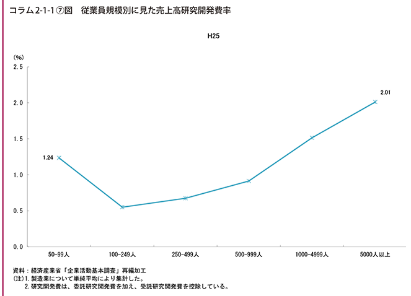 コラム2-1-1⑦図 従業員規模別に見た売上高研究開発費率
H25
(%)
2.5
2.0
1.5
1.0
0.5
0.0
1.24
2.01
50-99人 100-249人 250-499人 500-999人 1000-4999人 5000人以上
資料:経済産業省「企業活動基本調査」再編加工
(注)1. 製造業について単純平均により集計した。
2. 研究開発費は、委託研究開発費を加え、受託研究開発費を控除している。